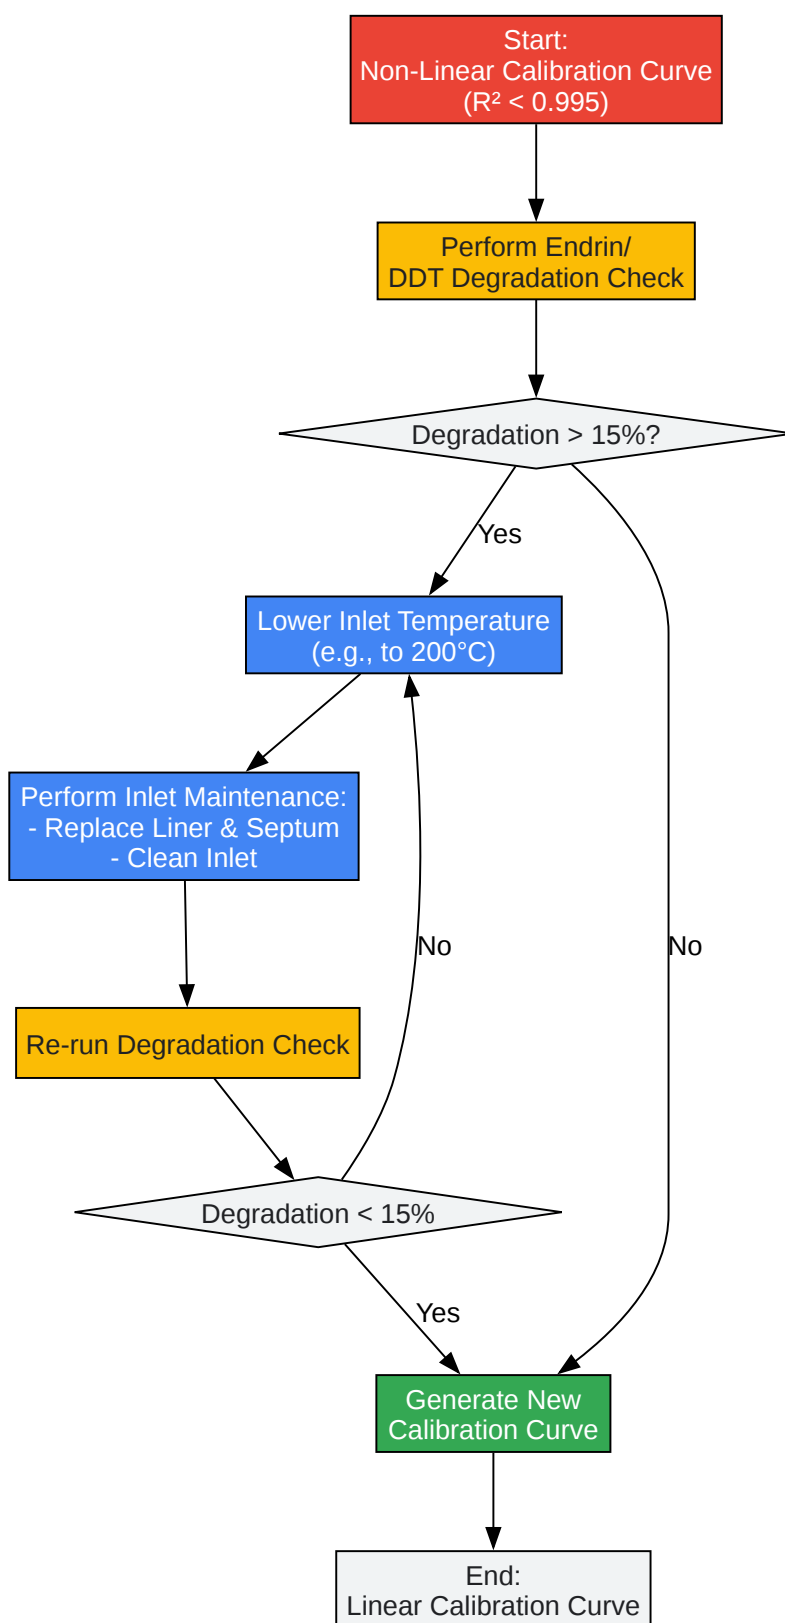 Start:
Non-Linear Calibration Curve
(R² < 0.995)
Perform Endrin/
DDT Degradation Check
Degradation > 15%?
Yes
Lower Inlet Temperature
(e.g., to 200°C)
Perform Inlet Maintenance:
- Replace Liner & Septum
- Clean Inlet
No
No
Re-run Degradation Check
Degradation < 15%
Yes
Generate New
Calibration Curve
End:
Linear Calibration Curve